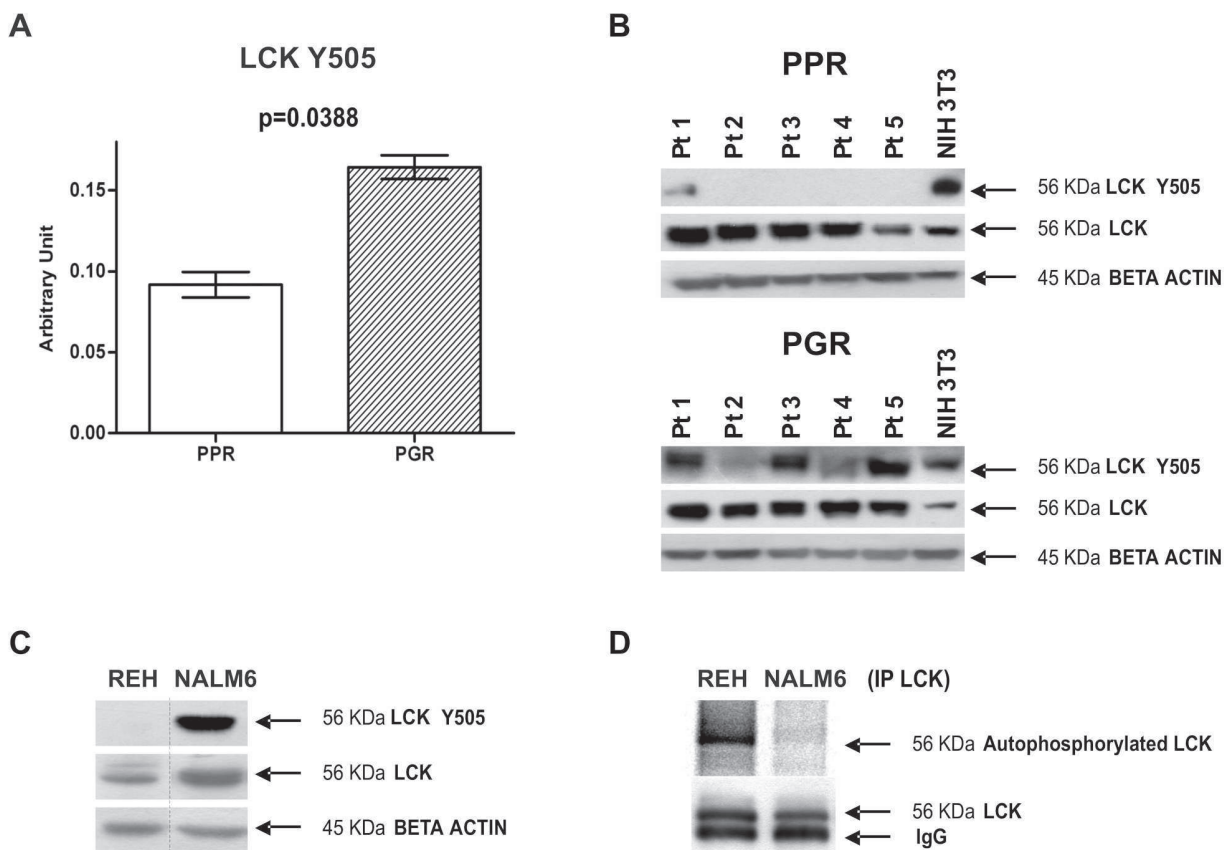 A
LCK Y505
p=0.0388
Arbitrary Unit
0.15
0.10
0.05
0.00
PPR
PGR
B
PPR
Pt 1
Pt 2
Pt 3
Pt 4
Pt 5
NIH 3T3
56 KDa LCK Y505
56 KDa LCK
45 KDa BETA ACTIN
PGR
Pt 1
Pt 2
Pt 3
Pt 4
Pt 5
NIH 3T3
56 KDa LCK Y505
56 KDa LCK
45 KDa BETA ACTIN
C
REH NALM6
56 KDa LCK Y505
56 KDa LCK
45 KDa BETA ACTIN
D
REH NALM6 (IP LCK)
56 KDa Autophosphorylated LCK
56 KDa LCK
IgG